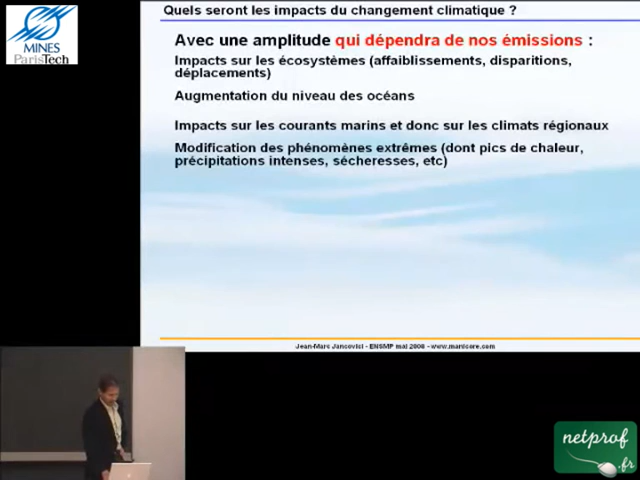 Quels seront les impacts du changement climatique ?
MINES
ParisTech
Avec une amplitude qui dépendra de nos émissions :
Impacts sur les écosystèmes (affaiblissements, disparitions,
déplacements)
Augmentation du niveau des océans
Impacts sur les courants marins et donc sur les climats régionaux
Modification des phénomènes extrêmes (dont pics de chaleur,
précipitations intenses, sécheresses, etc)
Jean-Marc Jancovici - ENSMP mai 2008 - www.manicore.com
netprof
.fr